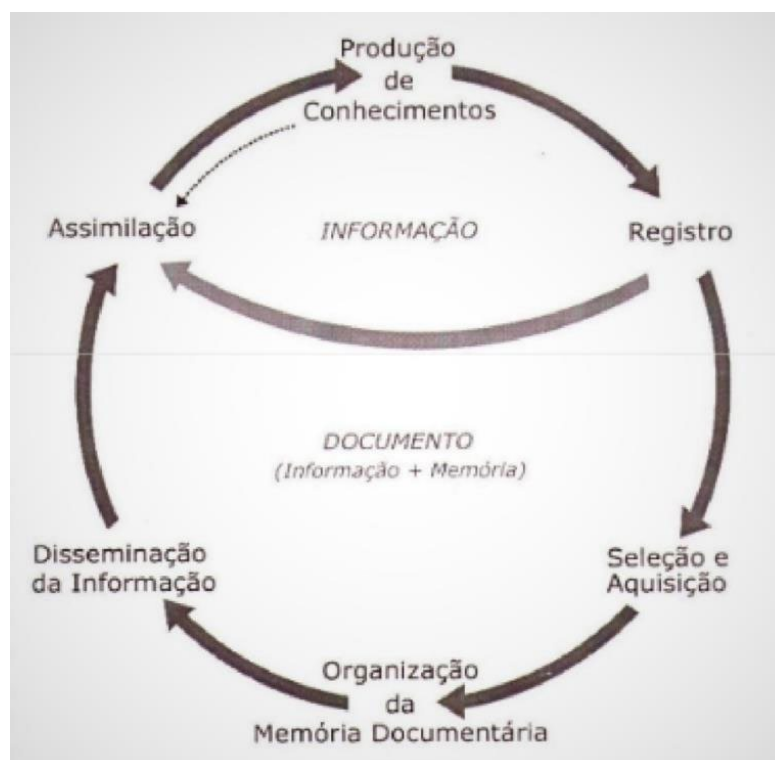 Produção
de
Conhecimentos
Assimilação
INFORMAÇÃO
Registro
DOCUMENTO
(Informação + Memória)
Disseminação
da Informação
Seleção e
Aquisição
Organização
da
Memória Documentária